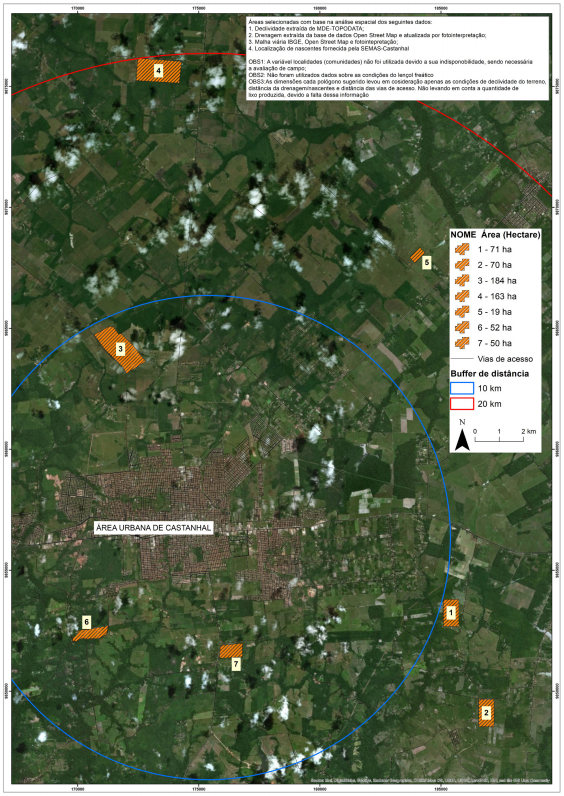 170000 175000 180000 185000
Áreas selecionadas com base na análise espacial dos seguintes dados:
1. Declividade extraída de MDE-TOPODATA;
2. Drenagem extraída da base de dados Open Street Map e atualizada por fotointerpretação;
3. Malha viária IBGE, Open Street Map e fotointepretação;
4. Localização de nascentes fornecida pela SEMAS-Castanhal
OBS1: A variável localidades (comunidades) não foi utilizada devido a sua indisponbilidade, sendo necessária
a avaliação de campo;
OBS2: Não foram utilizados dados sobre as condições do lençol freático
OBS3:As dimensões cada polígono sugerido levou em cosideração apenas as condições de declividade do terreno,
distância da drenagem/nascentes e distância das vias de acesso. Não levando em conta a quantidade de
lixo produzida, devido a falta dessa informação
4
5
3
NOME Área (Hectare)
1 - 71 ha
2 - 70 ha
3 - 184 ha
4 - 163 ha
5 - 19 ha
6 - 52 ha
7 - 50 ha
Vias de acesso
Buffer de distância
10 km
20 km
N
0 1 2 km
ÁREA URBANA DE CASTANHAL
1
6
7
2
170000 175000 180000 185000